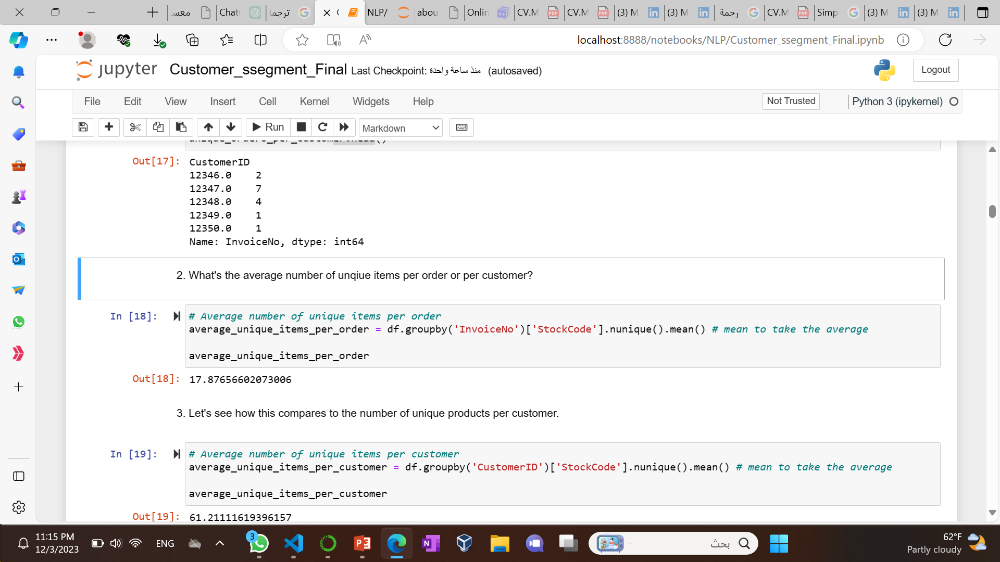 معس
Chat
ترجمة
NLP/
abou
Onlin
CV.M
CV.M
(3) M
(3) M
رجمة
CV.M
Simp
(3) M
(3) M
localhost:8888/notebooks/NLP/Customer_ssegment_Final.ipynb
jupyter Customer_ssegment_Final Last Checkpoint: منذ ساعة واحدة (autosaved)
Logout
File Edit View Insert Cell Kernel Widgets Help
Not Trusted
Python 3 (ipykernel)
Run
Markdown
Out[17]: CustomerID
12346.0 2
12347.0 7
12348.0 4
12349.0 1
12350.0 1
Name: InvoiceNo, dtype: int64
2. What's the average number of unqiue items per order or per customer?
In [18]: # Average number of unique items per order
average_unique_items_per_order = df.groupby('InvoiceNo')['StockCode'].nunique().mean() # mean to take the average
average_unique_items_per_order
Out[18]: 17.87656602073006
3. Let's see how this compares to the number of unique products per customer.
In [19]: # Average number of unique items per customer
average_unique_items_per_customer = df.groupby('CustomerID')['StockCode'].nunique().mean() # mean to take the average
average_unique_items_per_customer
Out[19]: 61.21111619396157
11:15 PM
12/3/2023
ENG
3
بحث
62°F
Partly cloudy